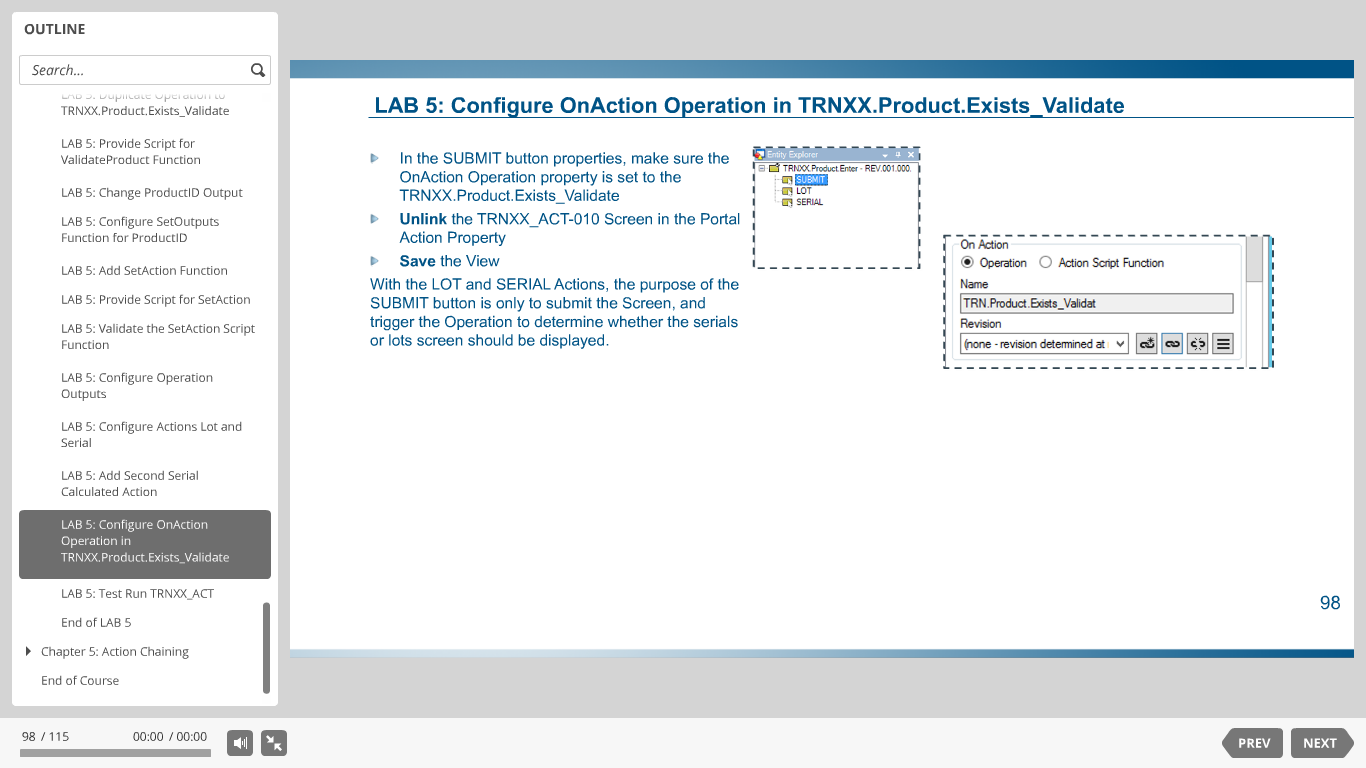 OUTLINE
Search...
LAB 5: Duplicate Operation to
TRNXX.Product.Exists_Validate
LAB 5: Provide Script for
ValidateProduct Function
LAB 5: Change ProductID Output
LAB 5: Configure SetOutputs
Function for ProductID
LAB 5: Add SetAction Function
LAB 5: Provide Script for SetAction
LAB 5: Validate the SetAction Script
Function
LAB 5: Configure Operation
Outputs
LAB 5: Configure Actions Lot and
Serial
LAB 5: Add Second Serial
Calculated Action
LAB 5: Configure OnAction
Operation in
TRNXX.Product.Exists_Validate
LAB 5: Test Run TRNXX_ACT
End of LAB 5
Chapter 5: Action Chaining
End of Course
LAB 5: Configure OnAction Operation in TRNXX.Product.Exists_Validate
In the SUBMIT button properties, make sure the
OnAction Operation property is set to the
TRNXX.Product.Exists_Validate
Unlink the TRNXX_ACT-010 Screen in the Portal
Action Property
Save the View
With the LOT and SERIAL Actions, the purpose of the
SUBMIT button is only to submit the Screen, and
trigger the Operation to determine whether the serials
or lots screen should be displayed.
Entity Explorer
TRNXX.Product.Enter - REV.001.000.
SUBMIT
LOT
SERIAL
On Action
Operation
Action Script Function
Name
TRN.Product.Exists_Validat
Revision
(none - revision determined at
98
98 / 115
00:00 / 00:00
PREV
NEXT